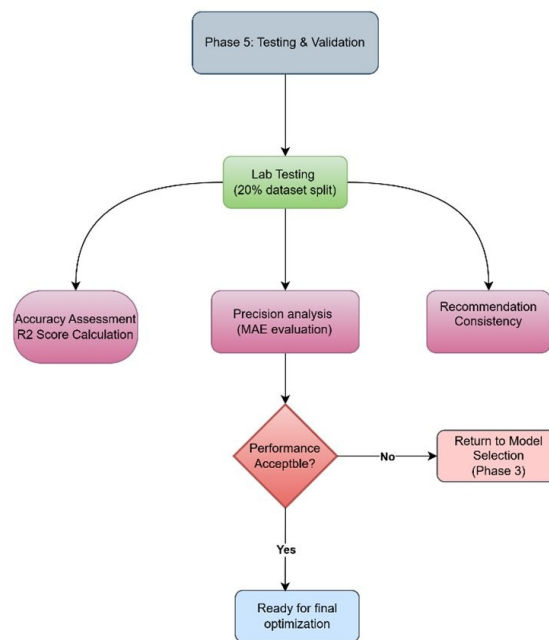 Phase 5: Testing & Validation
Lab Testing
(20% dataset split)
Accuracy Assessment
R2 Score Calculation
Precision analysis
(MAE evaluation)
Recommendation
Consistency
Performance
Acceptble?
No
Return to Model
Selection
(Phase 3)
Yes
Ready for final
optimization